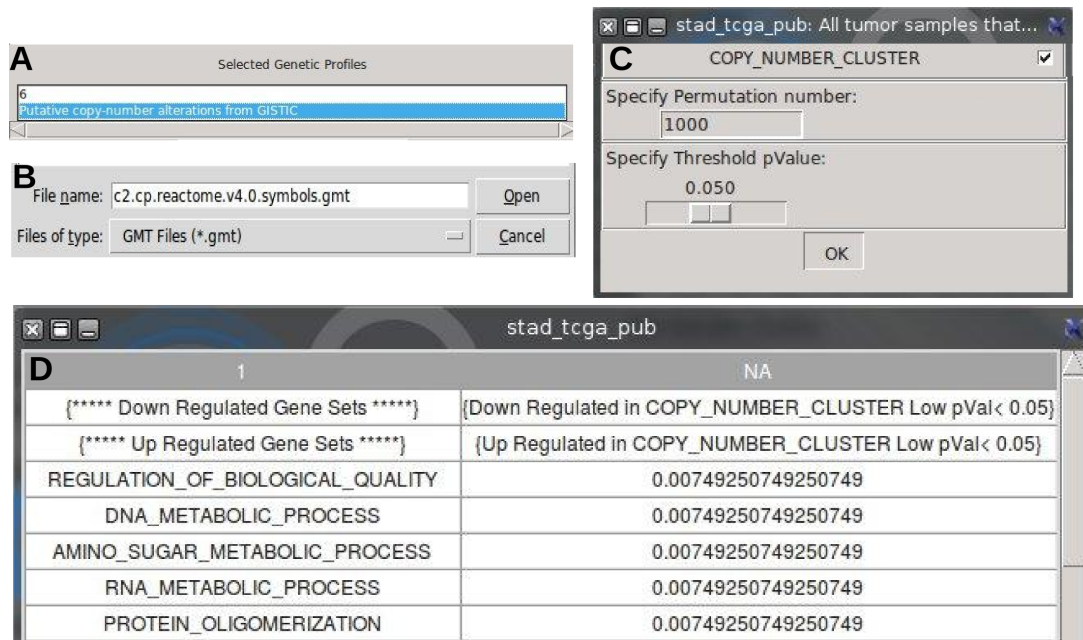 A
Selected Genetic Profiles
6
Putative copy-number alterations from GISTIC
B
File name: c2.cp.reactome.v4.0.symbols.gmt Open
Files of type: GMT Files (*.gmt) Cancel
stad_tcga_pub: All tumor samples that...
C COPY_NUMBER_CLUSTER
Specify Permutation number:
1000
Specify Threshold pValue:
0.050
OK
stad_tcga_pub
D 1 NA
{***** Down Regulated Gene Sets *****} {Down Regulated in COPY_NUMBER_CLUSTER Low pVal< 0.05}
{***** Up Regulated Gene Sets *****} {Up Regulated in COPY_NUMBER_CLUSTER Low pVal< 0.05}
REGULATION_OF_BIOLOGICAL_QUALITY 0.00749250749250749
DNA_METABOLIC_PROCESS 0.00749250749250749
AMINO_SUGAR_METABOLIC_PROCESS 0.00749250749250749
RNA_METABOLIC_PROCESS 0.00749250749250749
PROTEIN_OLIGOMERIZATION 0.00749250749250749